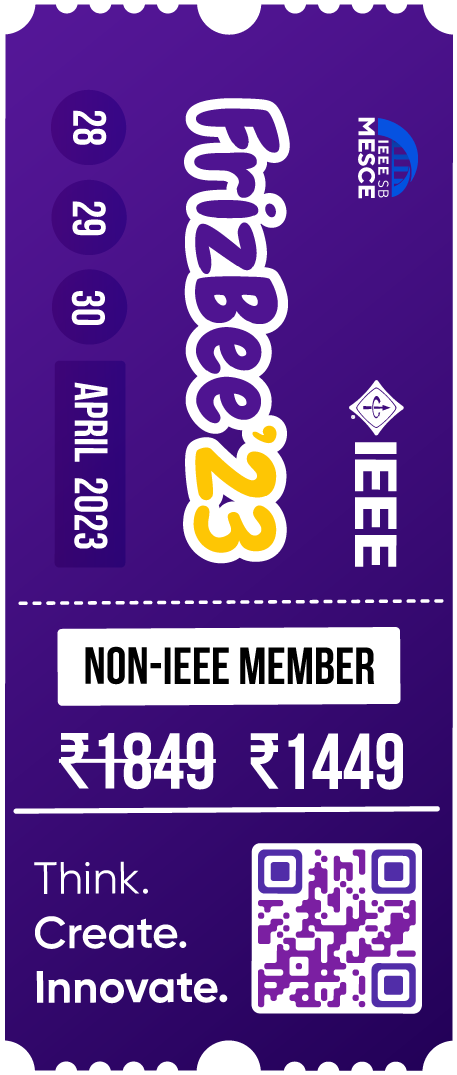 IEEE SB
MESCE
IEEE
FrizBee'23
28
29
30
APRIL 2023
NON-IEEE MEMBER
₹1849 ₹1449
Think.
Create.
Innovate.